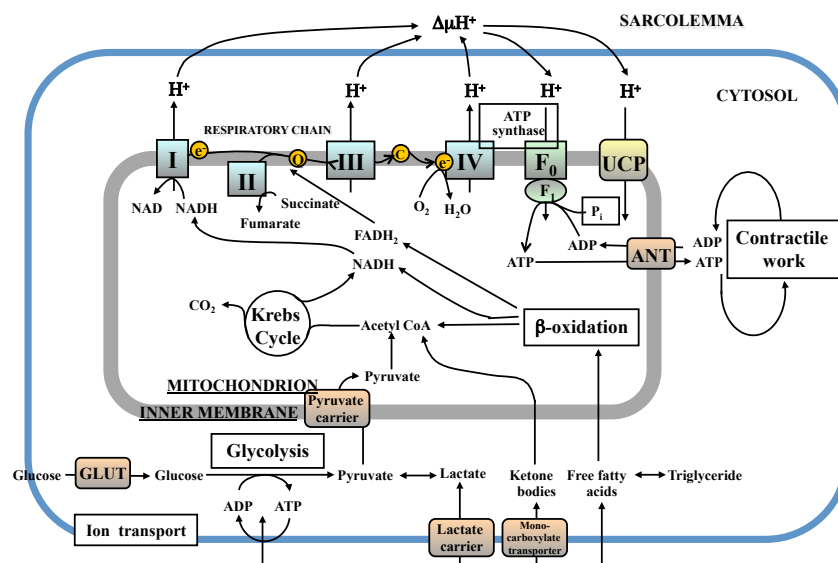 ΔμH⁺
SARCOLEMMA
H⁺
H⁺
H⁺
H⁺
H⁺
CYTOSOL
ATP
synthase
RESPIRATORY CHAIN
I
e⁻
II
O
III
C
e⁻
IV
F₀
F₁
UCP
NAD
NADH
Succinate
Fumarate
O₂
H₂O
Pᵢ
FADH₂
ADP
ATP
ANT
ADP
ATP
Contractile
work
NADH
CO₂
Krebs
Cycle
Acetyl CoA
β-oxidation
Pyruvate
MITOCHONDRION
INNER MEMBRANE
Pyruvate
carrier
Glycolysis
Glucose
GLUT
Glucose
Pyruvate
Lactate
Ketone
bodies
Free fatty
acids
Triglyceride
ADP
ATP
Ion transport
Lactate
carrier
Mono-
carboxylate
transporter